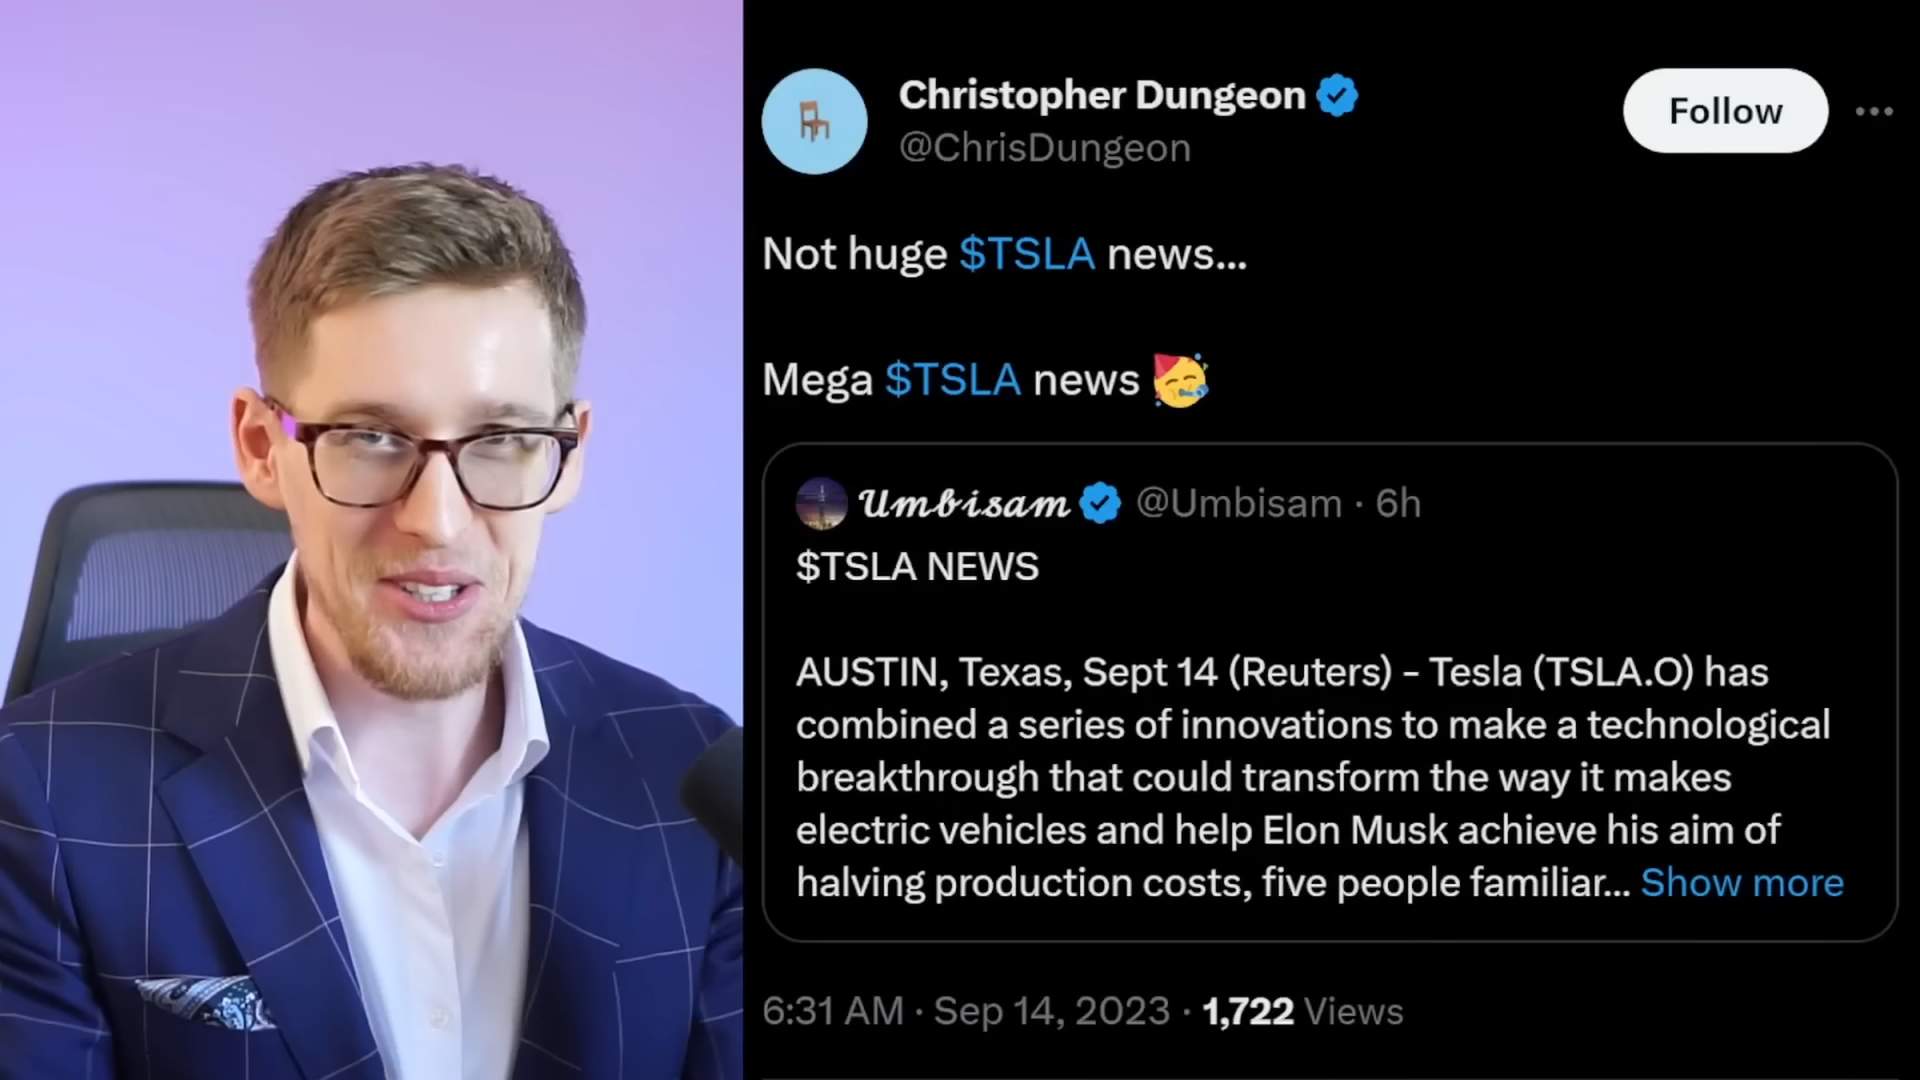 Christopher Dungeon
@ChrisDungeon
Follow
Not huge $TSLA news...
Mega $TSLA news 🥳
Umbisam @Umbisam · 6h
$TSLA NEWS
AUSTIN, Texas, Sept 14 (Reuters) – Tesla (TSLA.O) has
combined a series of innovations to make a technological
breakthrough that could transform the way it makes
electric vehicles and help Elon Musk achieve his aim of
halving production costs, five people familiar... Show more
6:31 AM · Sep 14, 2023 · 1,722 Views